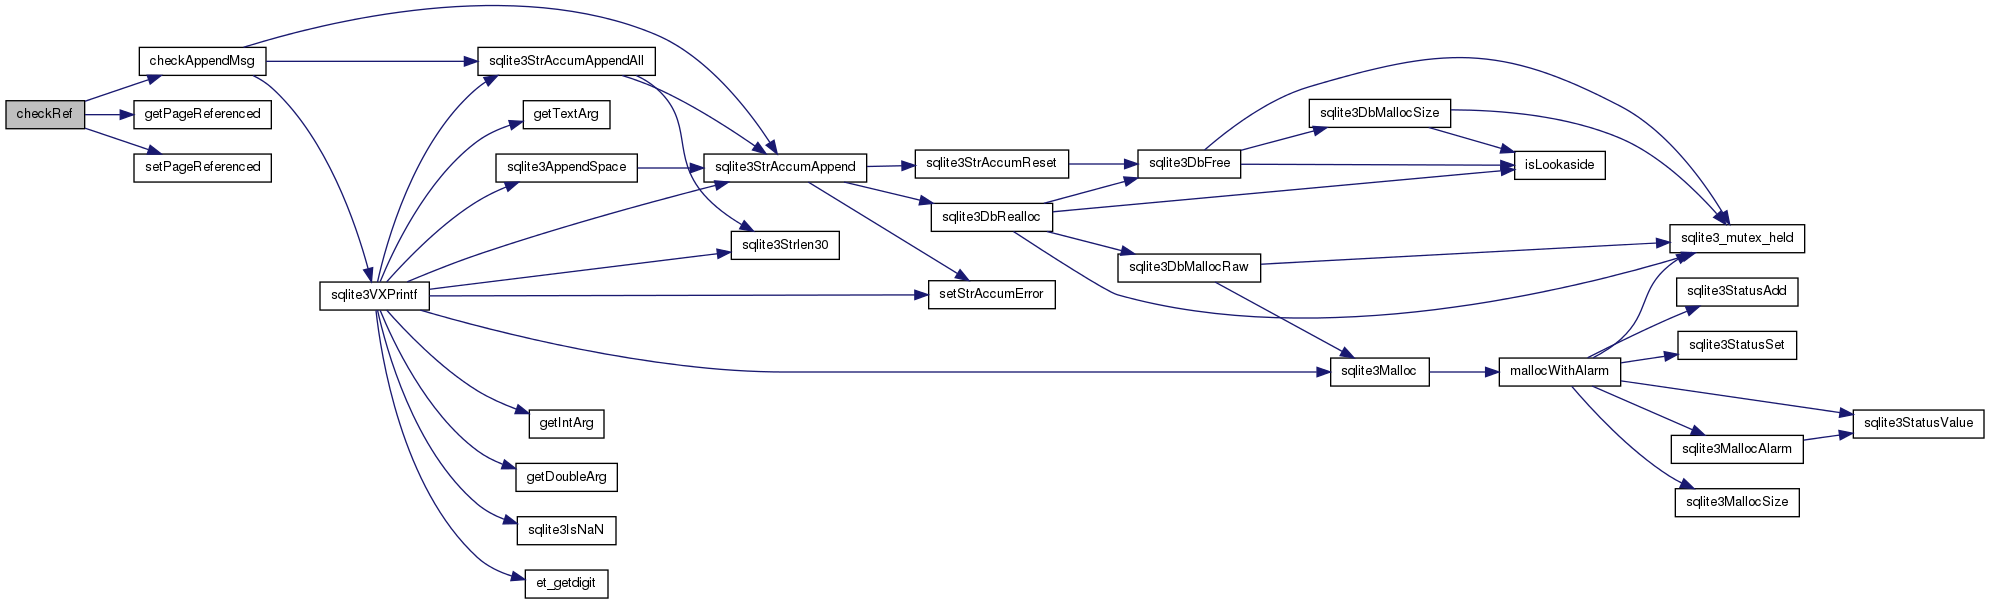 checkRef
checkAppendMsg
getPageReferenced
setPageReferenced
sqlite3VXPrintf
sqlite3StrAccumAppendAll
getTextArg
sqlite3AppendSpace
getIntArg
getDoubleArg
sqlite3IsNaN
et_getdigit
sqlite3StrAccumAppend
sqlite3Strlen30
sqlite3StrAccumReset
sqlite3DbRealloc
setStrAccumError
sqlite3DbFree
sqlite3DbMallocRaw
sqlite3DbMallocSize
sqlite3Malloc
isLookaside
mallocWithAlarm
sqlite3_mutex_held
sqlite3StatusAdd
sqlite3StatusSet
sqlite3MallocAlarm
sqlite3MallocSize
sqlite3StatusValue